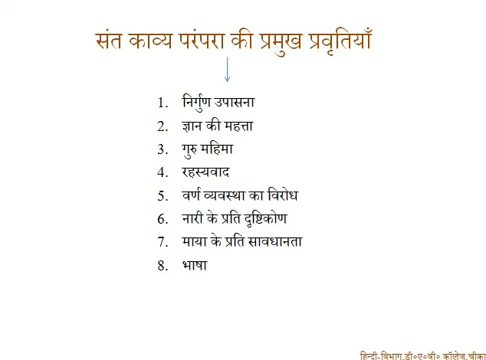 संत काव्य परंपरा की प्रमुख प्रवृतियाँ
1. निर्गुण उपासना
2. ज्ञान की महत्ता
3. गुरु महिमा
4. रहस्यवाद
5. वर्ण व्यवस्था का विरोध
6. नारी के प्रति दृष्टिकोण
7. माया के प्रति सावधानता
8. भाषा
हिन्दी-विभाग,डी०ए०वी० कॉलेज,चीका